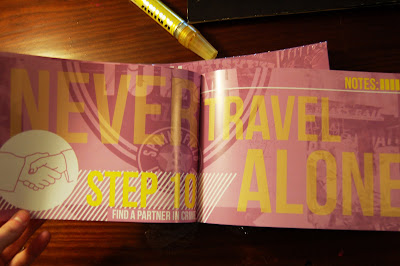 NEVER TRAVEL
ALONE
STEP 10
FIND A PARTNER IN CRIME
NOTES: